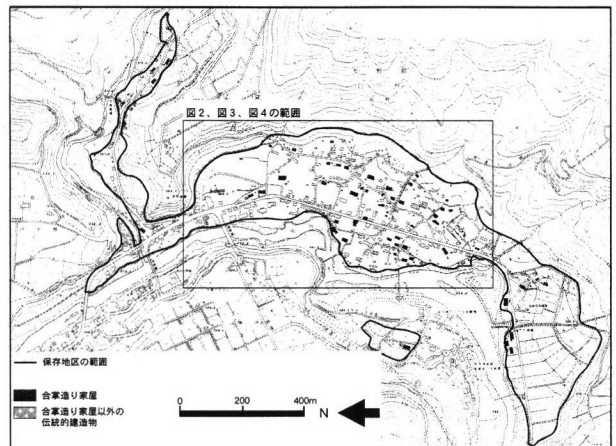 図2、図3、図4の範囲
保存地区の範囲
合掌造り家屋
合掌造り家屋以外の
伝統的建造物
0 200 400m
N